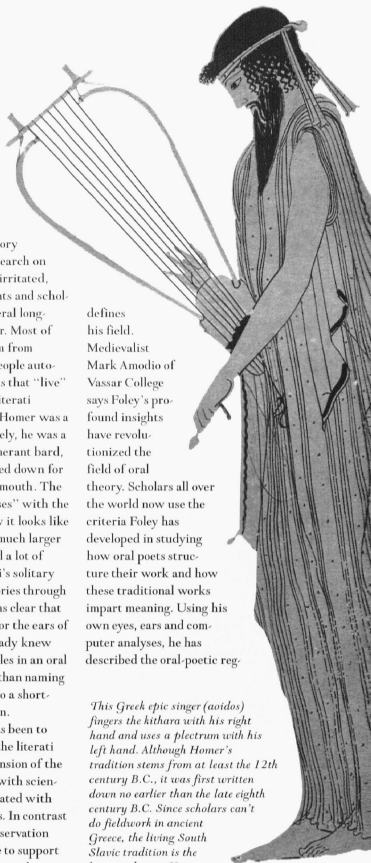 ory
earch on
irritated,
nts and schol-
eral long-
r. Most of
n from
eople auto-
s that "live"
iterati
Homer was a
ely, he was a
nerant bard,
ed down for
mouth. The
ses" with the
y it looks like
much larger
d a lot of
i's solitary
ories through
as clear that
or the ears of
ady knew
les in an oral
than naming
o a short-
n.
s been to
he literati
nsion of the
with scien-
ated with
s. In contrast
servation
e to support
defines
his field.
Medievalist
Mark Amodio of
Vassar College
says Foley's pro-
found insights
have revolu-
tionized the
field of oral
theory. Scholars all over
the world now use the
criteria Foley has
developed in studying
how oral poets struc-
ture their work and how
these traditional works
impart meaning. Using his
own eyes, ears and com-
puter analyses, he has
described the oral-poetic reg-
This Greek epic singer (aoidos)
fingers the kithara with his right
hand and uses a plectrum with his
left hand. Although Homer's
tradition stems from at least the 12th
century B.C., it was first written
down no earlier than the late eighth
century B.C. Since scholars can't
do fieldwork in ancient
Greece, the living South
Slavic tradition is the